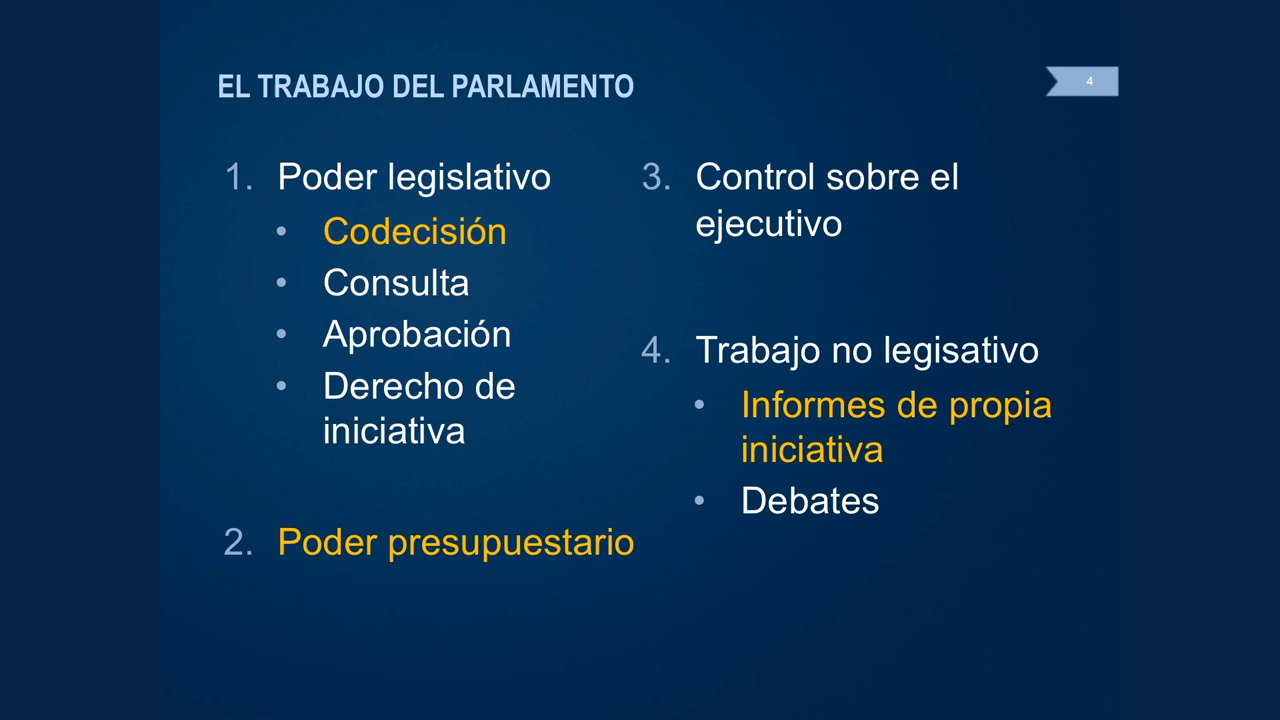 EL TRABAJO DEL PARLAMENTO
4
1. Poder legislativo
• Codecisión
• Consulta
• Aprobación
• Derecho de
iniciativa
2. Poder presupuestario
3. Control sobre el
ejecutivo
4. Trabajo no legisativo
• Informes de propia
iniciativa
• Debates